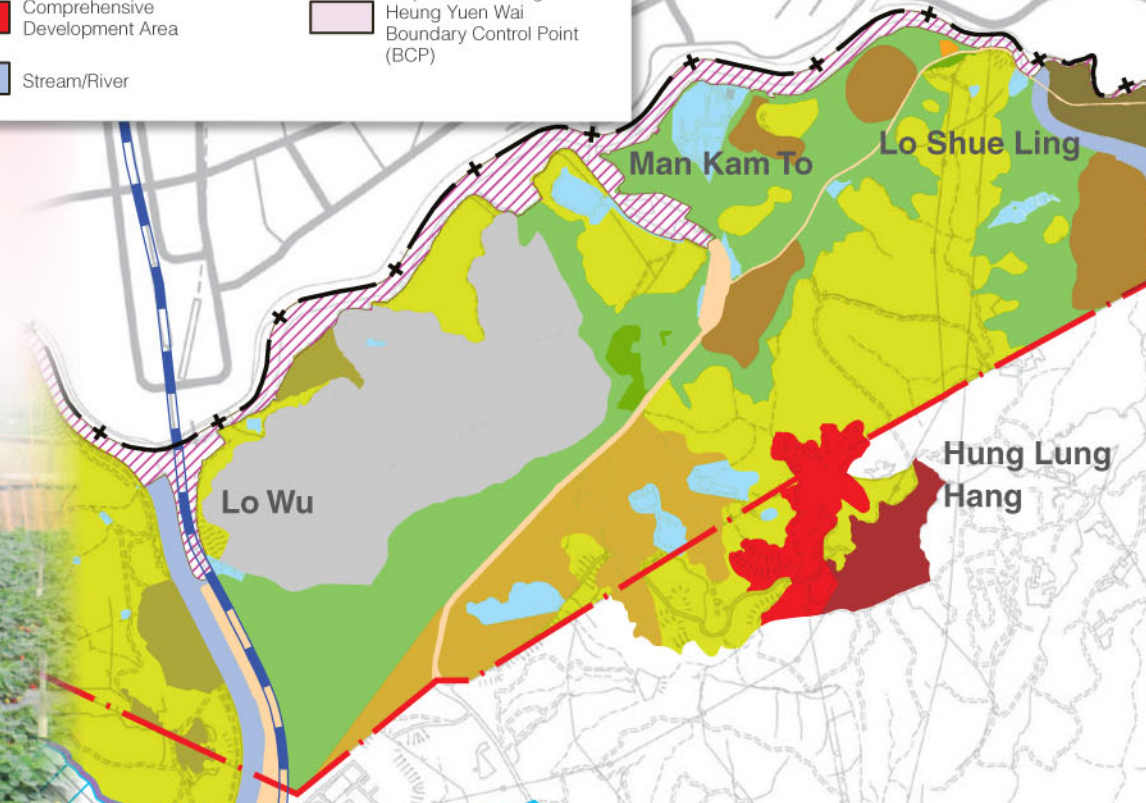 Comprehensive
Development Area
Stream/River
Heung Yuen Wai
Boundary Control Point
(BCP)
Man Kam To
Lo Shue Ling
Lo Wu
Hung Lung
Hang